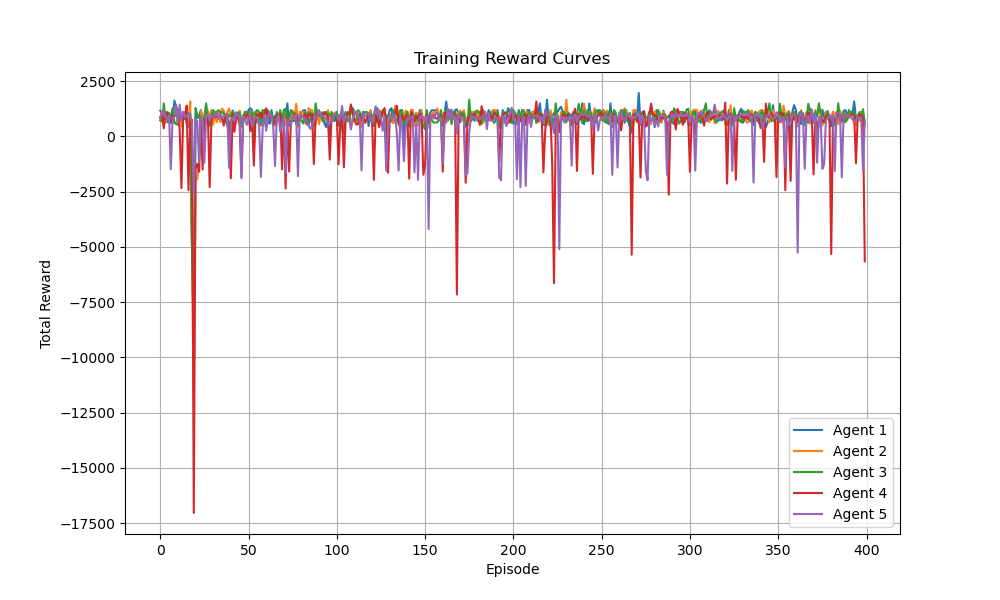 Training Reward Curves
Total Reward
2500
0
−2500
−5000
−7500
−10000
−12500
−15000
−17500
Agent 1
Agent 2
Agent 3
Agent 4
Agent 5
0 50 100 150 200 250 300 350 400
Episode